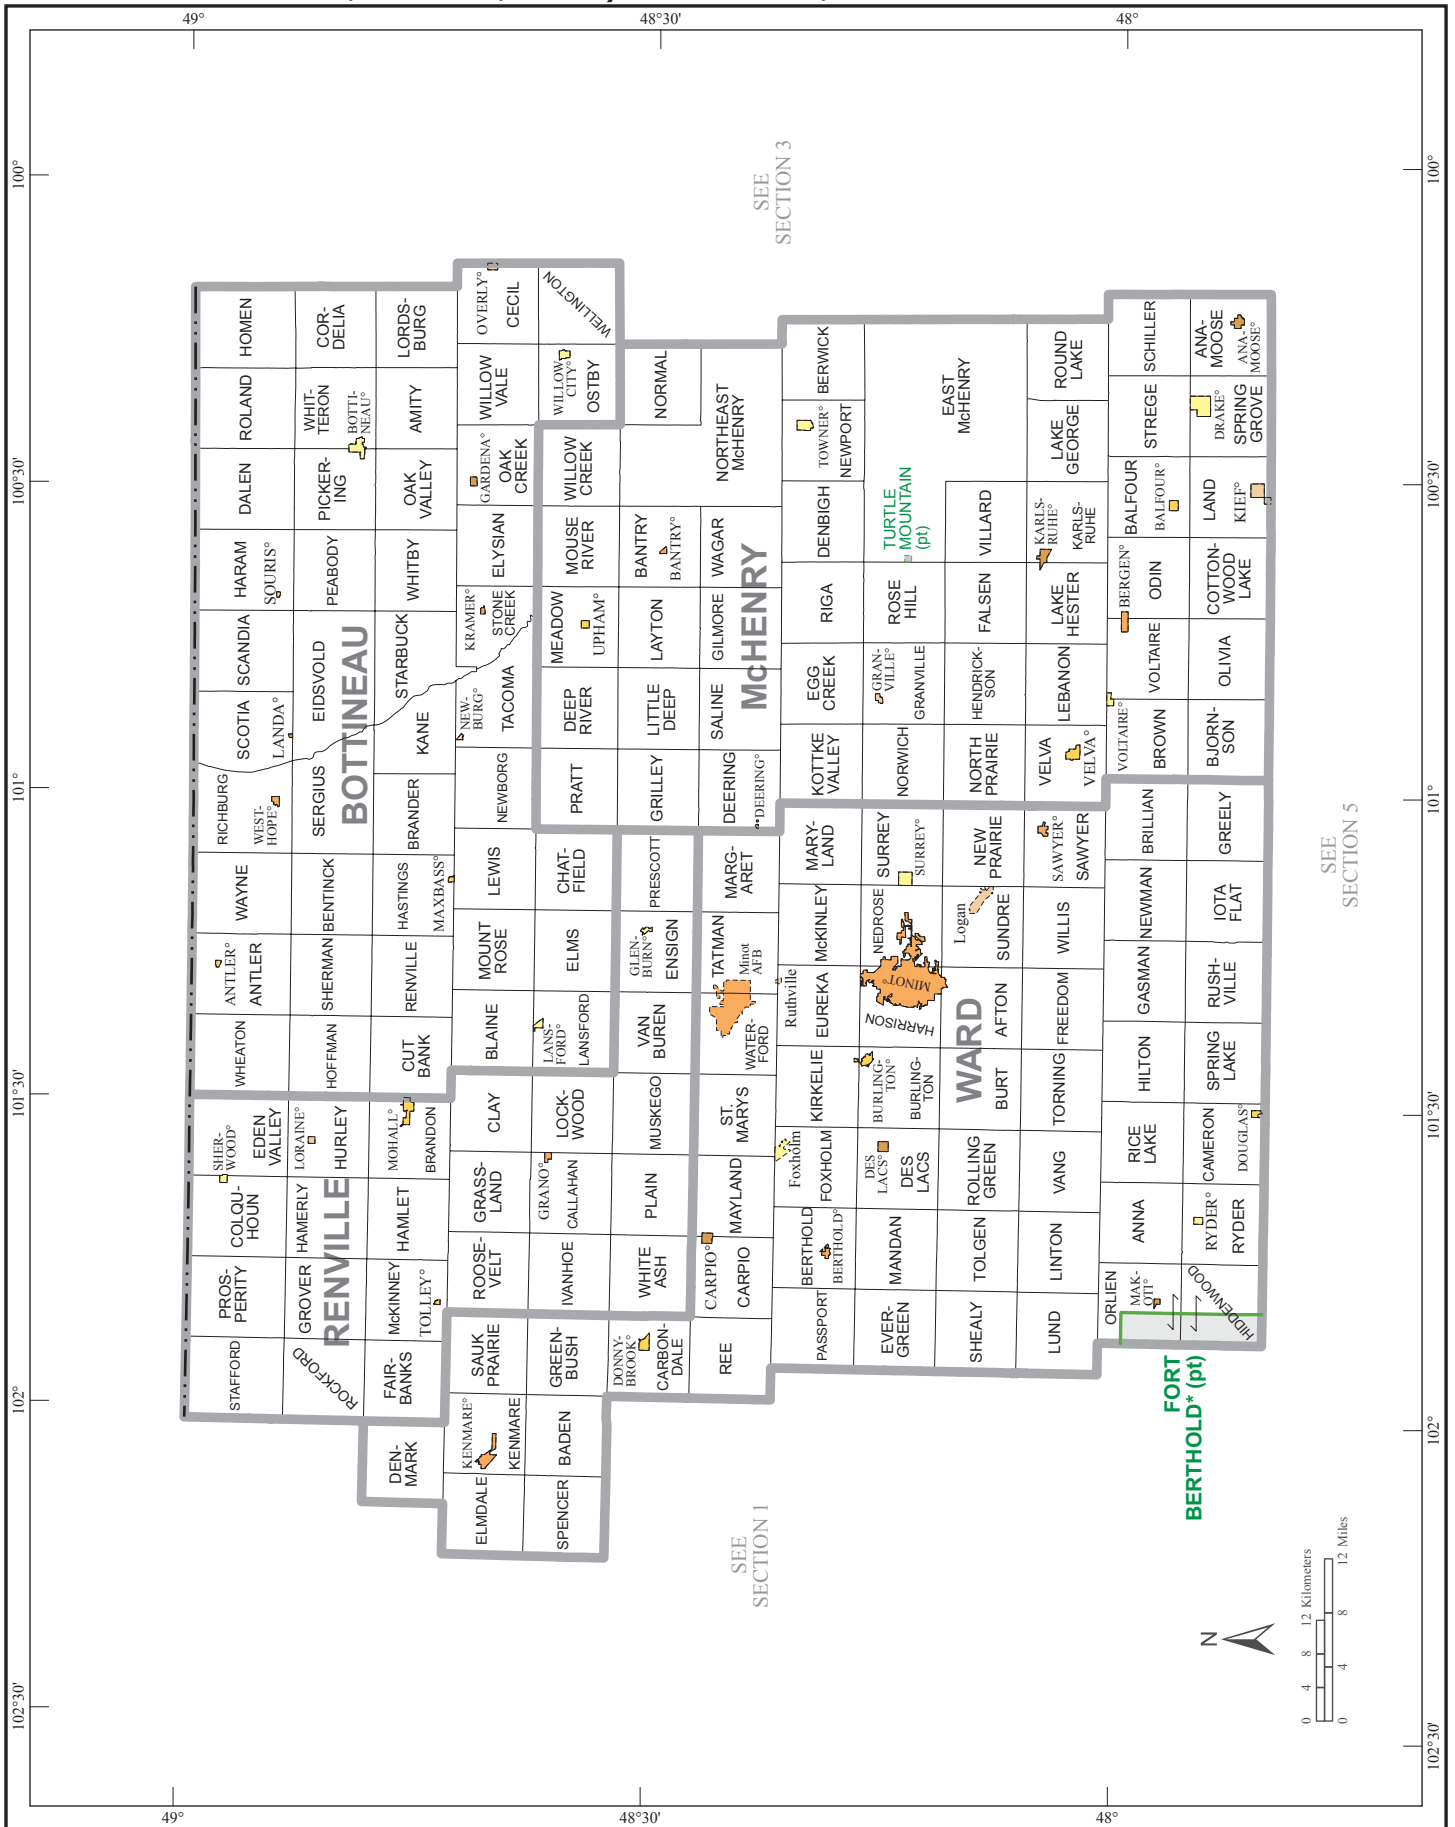 49°
48°30'
48°
100°
100°
100°30'
100°30'
101°
101°
101°30'
101°30'
102°
102°
102°30'
102°30'
49°
48°30'
48°
SEE
SECTION 3
SEE
SECTION 5
SEE
SECTION 1
BOTTINEAU
McHENRY
RENVILLE
WARD
HOMEN
COR-
DELIA
LORDS-
BURG
OVERLY°
CECIL
WELLINGTON
ROLAND
WHIT-
TERON
BOTTI-
NEAU°
AMITY
WILLOW
VALE
WILLOW
CITY°
OSTBY
DALEN
PICKER-
ING
OAK
VALLEY
GARDENA°
OAK
CREEK
HARAM
SOURIS°
PEABODY
WHITBY
ELYSIAN
SCANDIA
EIDSVOLD
STARBUCK
KRAMER°
STONE
CREEK
SCOTIA
LANDA°
KANE
NEW-
BURG°
TACOMA
RICHBURG
WEST-
HOPE°
SERGIUS
BRANDER
NEWBORG
WAYNE
BENTINCK
HASTINGS
MAXBASS°
LEWIS
CHAT-
FIELD
ANTLER°
ANTLER
SHERMAN
RENVILLE
MOUNT
ROSE
ELMS
WHEATON
HOFFMAN
CUT
BANK
BLAINE
LANS-
FORD°
LANSFORD
NORMAL
NORTHEAST
McHENRY
BERWICK
EAST
McHENRY
ROUND
LAKE
SCHILLER
ANA-
MOOSE
ANA-
MOOSE°
TOWNER°
NEWPORT
LAKE
GEORGE
STREGE
DRAKE°
SPRING
GROVE
WILLOW
CREEK
MOUSE
RIVER
BANTRY
BANTRY°
WAGAR
DENBIGH
TURTLE
MOUNTAIN
(pt)
VILLARD
KARLS-
RUHE°
KARLS-
RUHE
BALFOUR
BALFOUR°
LAND
KIEF°
MEADOW
UPHAM°
LAYTON
GILMORE
RIGA
ROSE
HILL
FALSEN
LAKE
HESTER
BERGEN°
ODIN
COTTON-
WOOD
LAKE
DEEP
RIVER
LITTLE
DEEP
SALINE
EGG
CREEK
GRAN-
VILLE°
GRANVILLE
HENDRICK-
SON
LEBANON
VOLTAIRE
OLIVIA
PRATT
GRILLEY
DEERING
DEERING°
KOTTKE
VALLEY
NORWICH
NORTH
PRAIRIE
VELVA
VELVA°
VOLTAIRE°
BROWN
BJORN-
SON
EDEN
VALLEY
SHER-
WOOD°
LORAINE°
HURLEY
MOHALL°
BRANDON
CLAY
LOCK-
WOOD
MUSKEGO
PRESCOTT
GLEN-
BURN°
ENSIGN
VAN
BUREN
COLQU-
HOUN
HAMERLY
HAMLET
GRASS-
LAND
GRANO°
CALLAHAN
PLAIN
PROS-
PERITY
GROVER
McKINNEY
TOLLEY°
ROOSE-
VELT
IVANHOE
WHITE
ASH
STAFFORD
ROCKFORD
FAIR-
BANKS
MARG-
ARET
MARY-
LAND
SURREY
SURREY°
NEW
PRAIRIE
SAWYER°
SAWYER
BRILLIAN
GREELY
TATMAN
Minot
AFB
McKINLEY
NEDROSE
Logan
SUNDRE
WILLIS
NEWMAN
IOTA
FLAT
WATER-
FORD
Ruthville
EUREKA
MINOT°
HARRISON
AFTON
FREEDOM
GASMAN
RUSH-
VILLE
ST.
MARYS
KIRKELIE
BURLING-
TON°
BURLING-
TON
BURT
TORNING
HILTON
SPRING
LAKE
MAYLAND
Foxholm
FOXHOLM
DES
LACS°
DES
LACS
ROLLING
GREEN
VANG
RICE
LAKE
CAMERON
DOUGLAS°
CARPIO°
CARPIO
BERTHOLD
BERTHOLD°
MANDAN
TOLGEN
LINTON
ANNA
RYDER°
RYDER
SAUK
PRAIRIE
GREEN-
BUSH
DONNY-
BROOK°
CARBON-
DALE
REE
PASSPORT
EVER-
GREEN
SHEALY
LUND
ORLIEN
MAK-
OTI°
HIDDENWOOD
DEN-
MARK
KENMARE°
KENMARE
BADEN
ELMDALE
SPENCER
FORT
BERTHOLD* (pt)
N
0 4 8 12 Kilometers
0 4 8 12 Miles